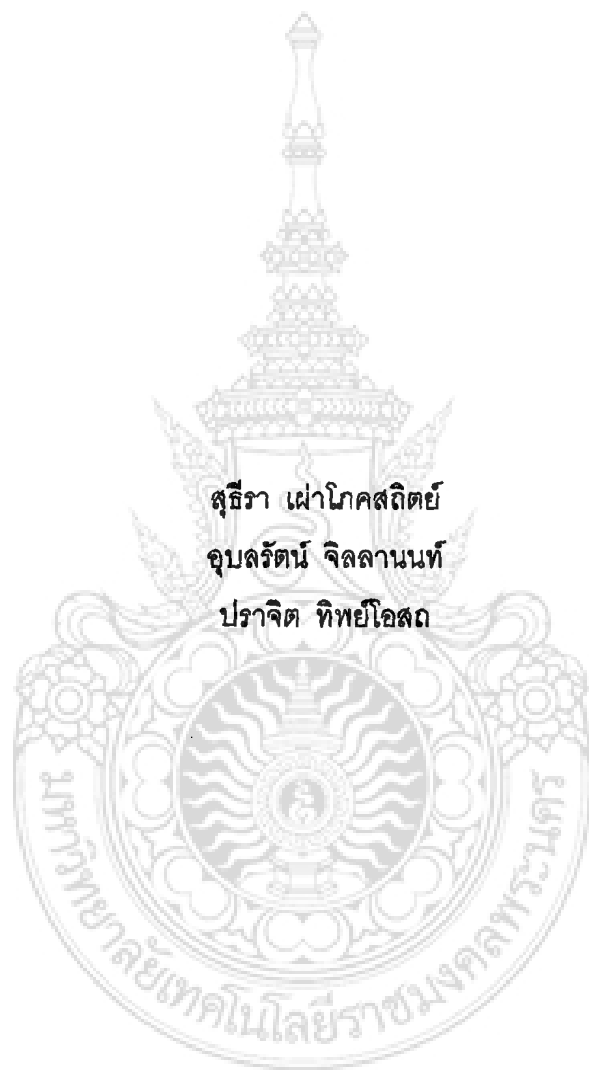 สุธีรา เผ่าโภคสถิตย์
อุบลรัตน์ จิลลานนท์
ปราจิต ทิพย์โอสถ
มหาวิทยาลัยเทคโนโลยีราชมงคลพระนคร